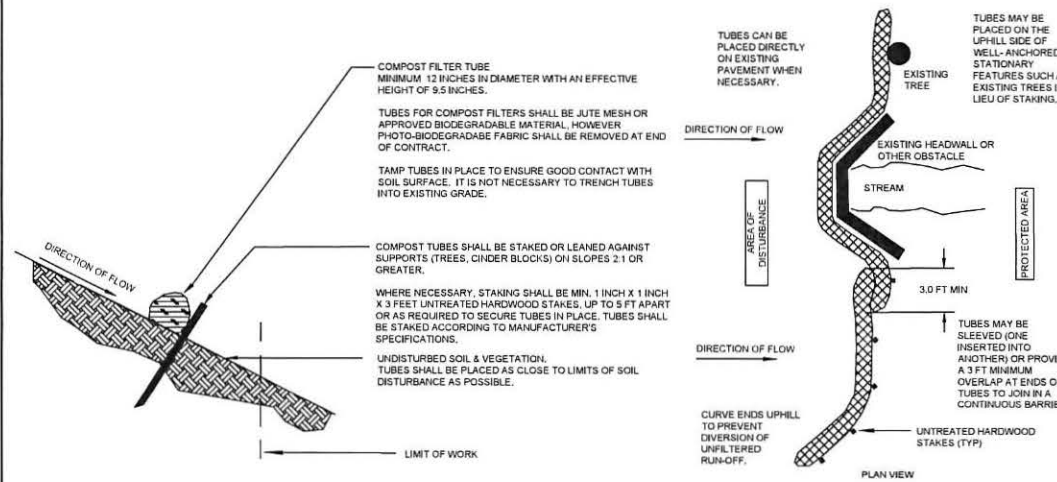 COMPOST FILTER TUBE
MINIMUM 12 INCHES IN DIAMETER WITH AN EFFECTIVE
HEIGHT OF 9.5 INCHES.
TUBES FOR COMPOST FILTERS SHALL BE JUTE MESH OR
APPROVED BIODEGRADABLE MATERIAL, HOWEVER
PHOTO-BIODEGRADABE FABRIC SHALL BE REMOVED AT END
OF CONTRACT.
TAMP TUBES IN PLACE TO ENSURE GOOD CONTACT WITH
SOIL SURFACE. IT IS NOT NECESSARY TO TRENCH TUBES
INTO EXISTING GRADE.
COMPOST TUBES SHALL BE STAKED OR LEANED AGAINST
SUPPORTS (TREES, CINDER BLOCKS) ON SLOPES 2:1 OR
GREATER.
WHERE NECESSARY, STAKING SHALL BE MIN. 1 INCH X 1 INCH
X 3 FEET UNTREATED HARDWOOD STAKES, UP TO 5 FT APART
OR AS REQUIRED TO SECURE TUBES IN PLACE. TUBES SHALL
BE STAKED ACCORDING TO MANUFACTURER'S
SPECIFICATIONS.
UNDISTURBED SOIL & VEGETATION.
TUBES SHALL BE PLACED AS CLOSE TO LIMITS OF SOIL
DISTURBANCE AS POSSIBLE.
LIMIT OF WORK
DIRECTION OF FLOW
TUBES CAN BE
PLACED DIRECTLY
ON EXISTING
PAVEMENT WHEN
NECESSARY.
DIRECTION OF FLOW
AREA OF
DISTURBANCE
DIRECTION OF FLOW
CURVE ENDS UPHILL
TO PREVENT
DIVERSION OF
UNFILTERED
RUN-OFF.
EXISTING
TREE
TUBES MAY BE
PLACED ON THE
UPHILL SIDE OF
WELL- ANCHORED
STATIONARY
FEATURES SUCH
EXISTING TREES
LIEU OF STAKING.
EXISTING HEADWALL OR
OTHER OBSTACLE
STREAM
PROTECTED AREA
3.0 FT MIN
TUBES MAY BE
SLEEVED (ONE
INSERTED INTO
ANOTHER) OR
A 3 FT MINIMUM
OVERLAP AT ENDS
TUBES TO JOIN IN A
CONTINUOUS
UNTREATED HARDWOOD
STAKES (TYP)
PLAN VIEW